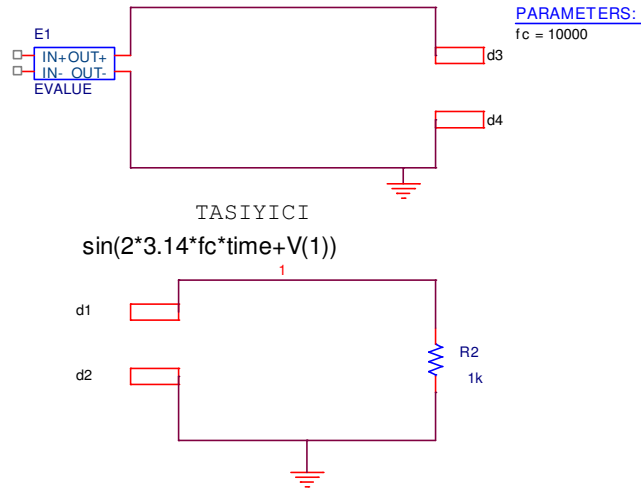 PARAMETERS:
fc = 10000
E1
IN+ OUT+
IN- OUT-
EVALUE
d3
d4
TASIYICI
sin(2*3.14*fc*time+V(1))
1
d1
d2
R2
1k